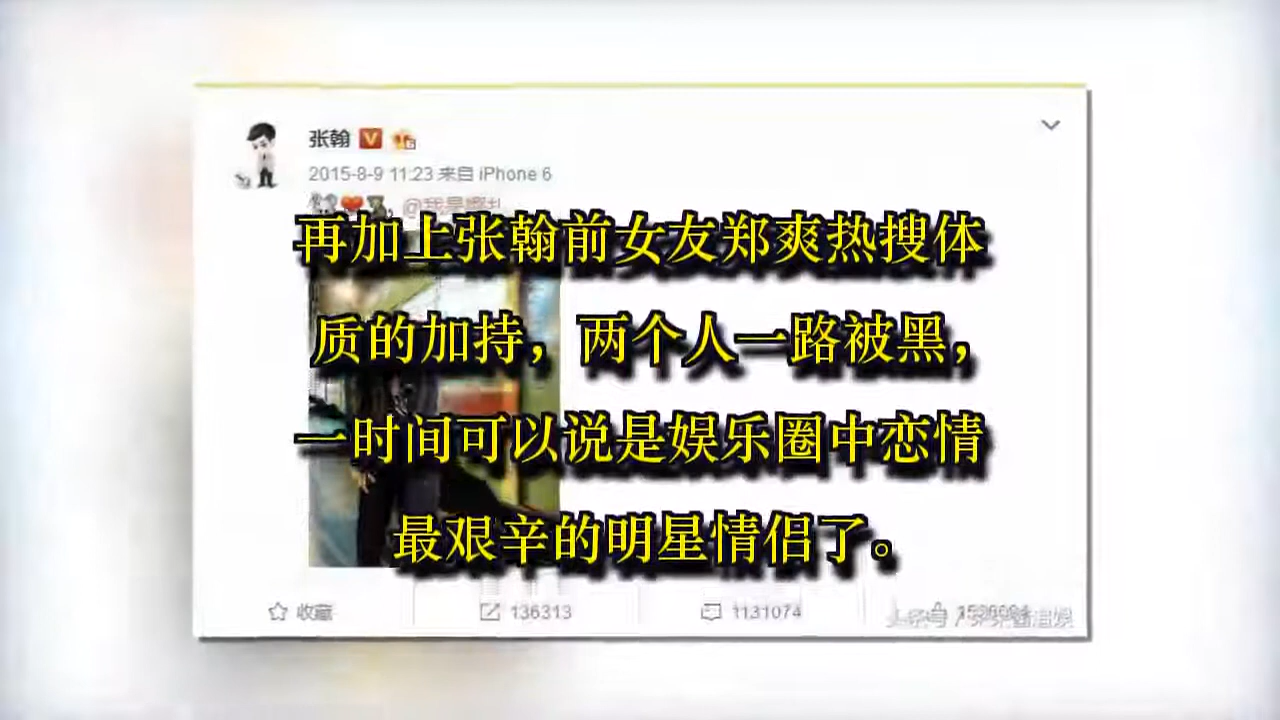 张翰
2015-8-9 11:23 来自 iPhone 6
再加上张翰前女友郑爽热搜体
质的加持，两个人一路被黑，
一时间可以说是娱乐圈中恋情
最艰辛的明星情侣了。
收藏 136313 1131074